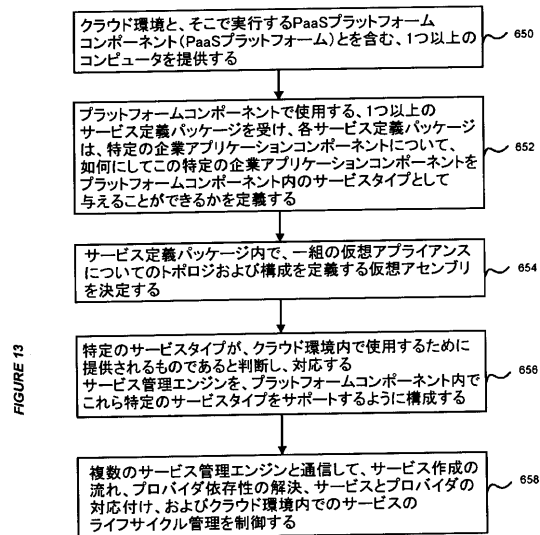 クラウド環境と、そこで実行するPaaSプラットフォーム
コンポーネント(PaaSプラットフォーム)とを含む、1つ以上の
コンピュータを提供する
650
プラットフォームコンポーネントで使用する、1つ以上の
サービス定義パッケージを受け、各サービス定義パッケージ
は、特定の企業アプリケーションコンポーネントについて、
如何にしてこの特定の企業アプリケーションコンポーネントを
プラットフォームコンポーネント内のサービスタイプとして
与えることができるかを定義する
652
サービス定義パッケージ内で、一組の仮想アプライアンス
についてのトポロジおよび構成を定義する仮想アセンブリ
を決定する
654
特定のサービスタイプが、クラウド環境内で使用するために
提供されるものであると判断し、対応する
サービス管理エンジンを、プラットフォームコンポーネント内で
これら特定のサービスタイプをサポートするように構成する
656
複数のサービス管理エンジンと通信して、サービス作成の
流れ、プロバイダ依存性の解決、サービスとプロバイダの
対応付け、およびクラウド環境内でのサービスの
ライフサイクル管理を制御する
658
FIGURE 13